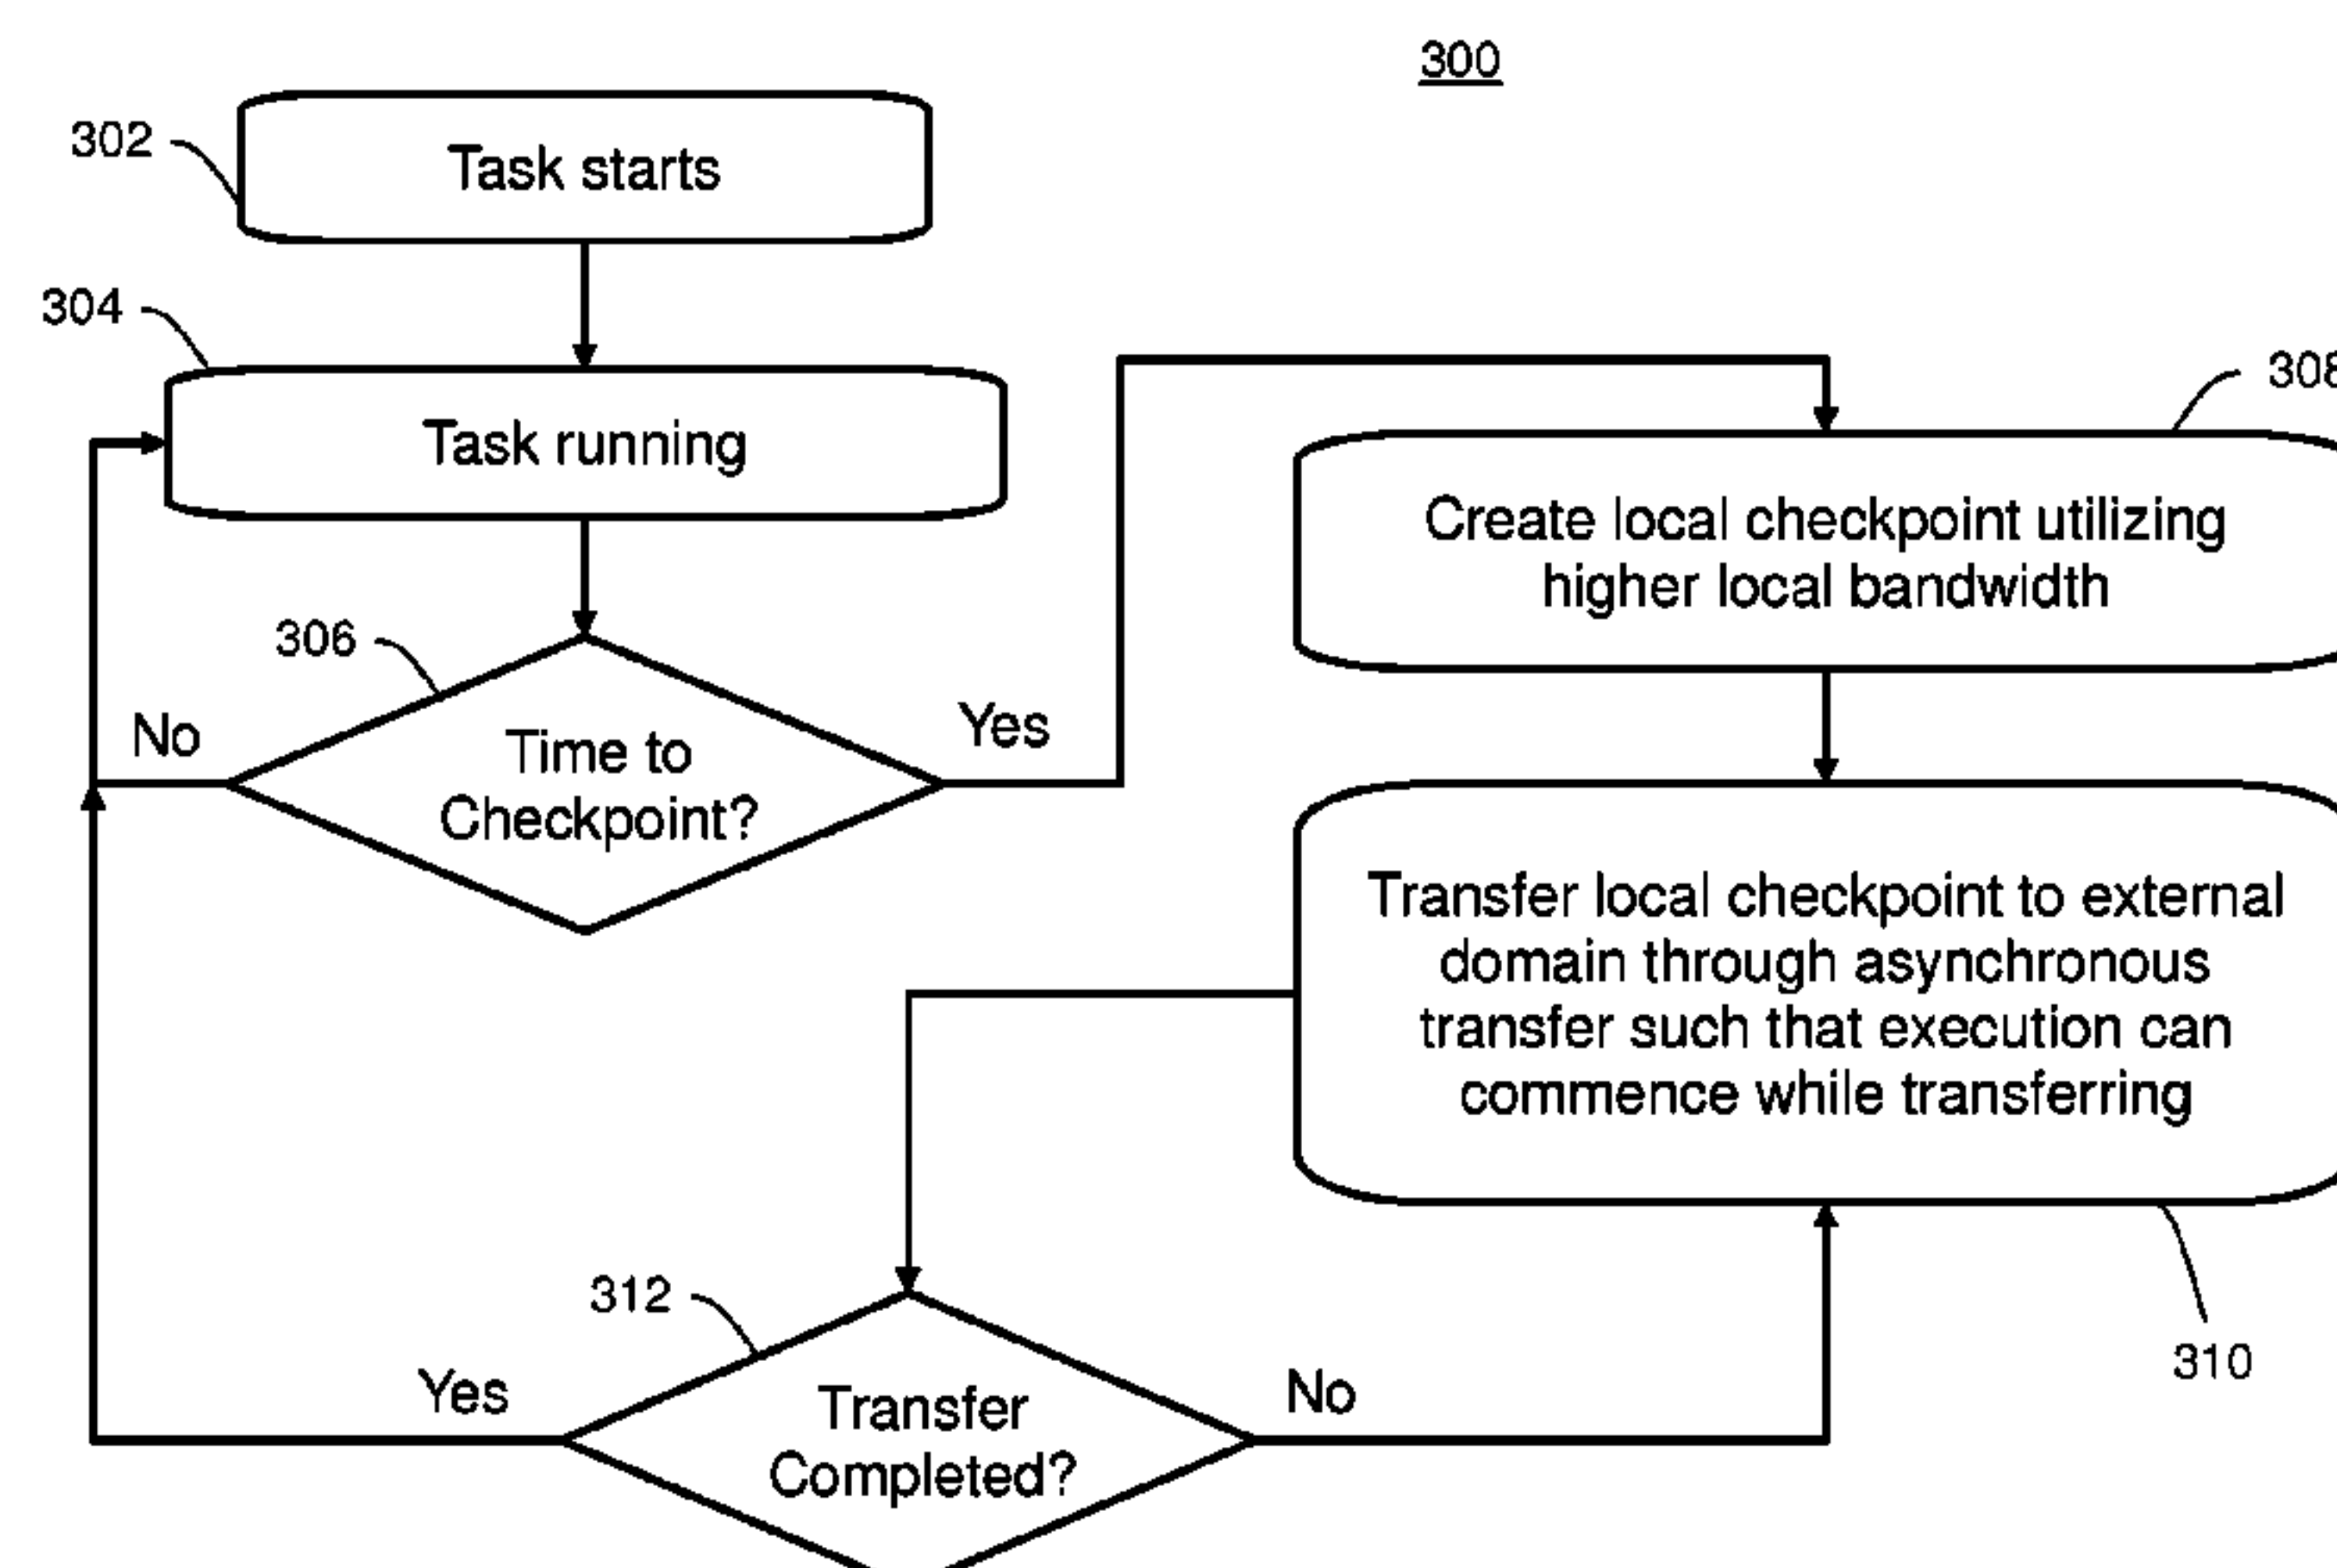 300
302
Task starts
304
Task running
306
No
Time to
Checkpoint?
Yes
308
Create local checkpoint utilizing
higher local bandwidth
Transfer local checkpoint to external
domain through asynchronous
transfer such that execution can
commence while transferring
310
312
Yes
Transfer
Completed?
No